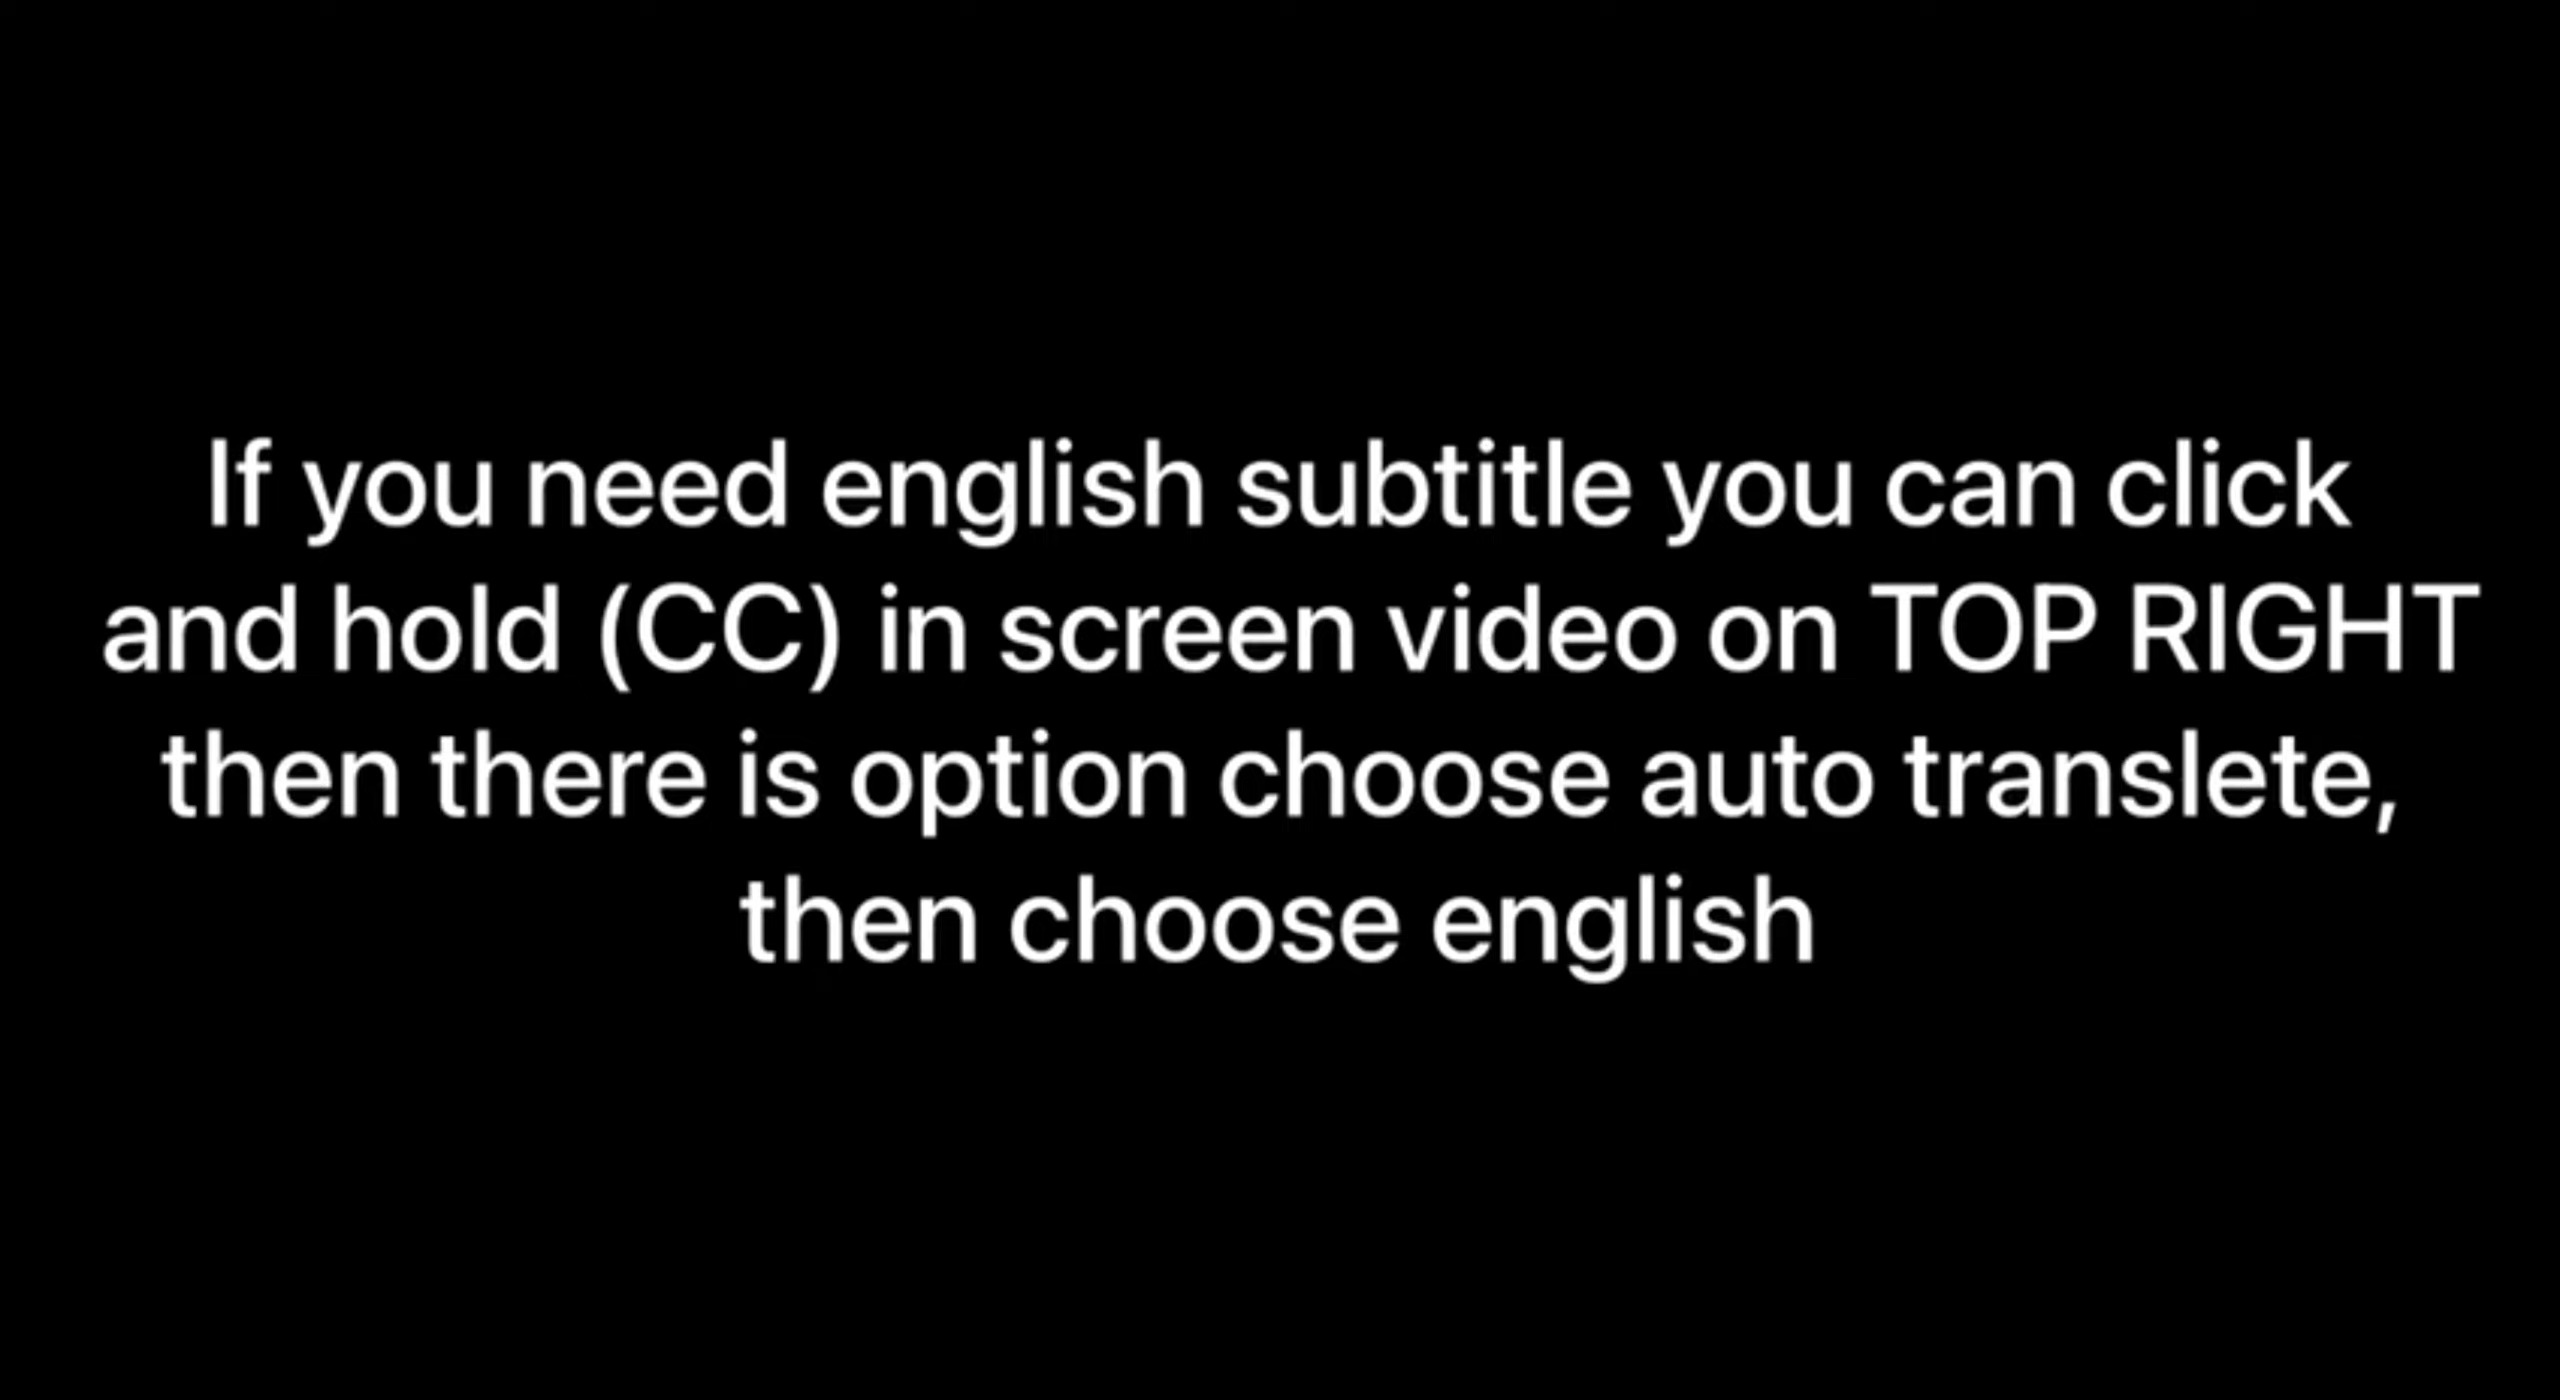 If you need english subtitle you can click
and hold (CC) in screen video on TOP RIGHT
then there is option choose auto translete,
then choose english